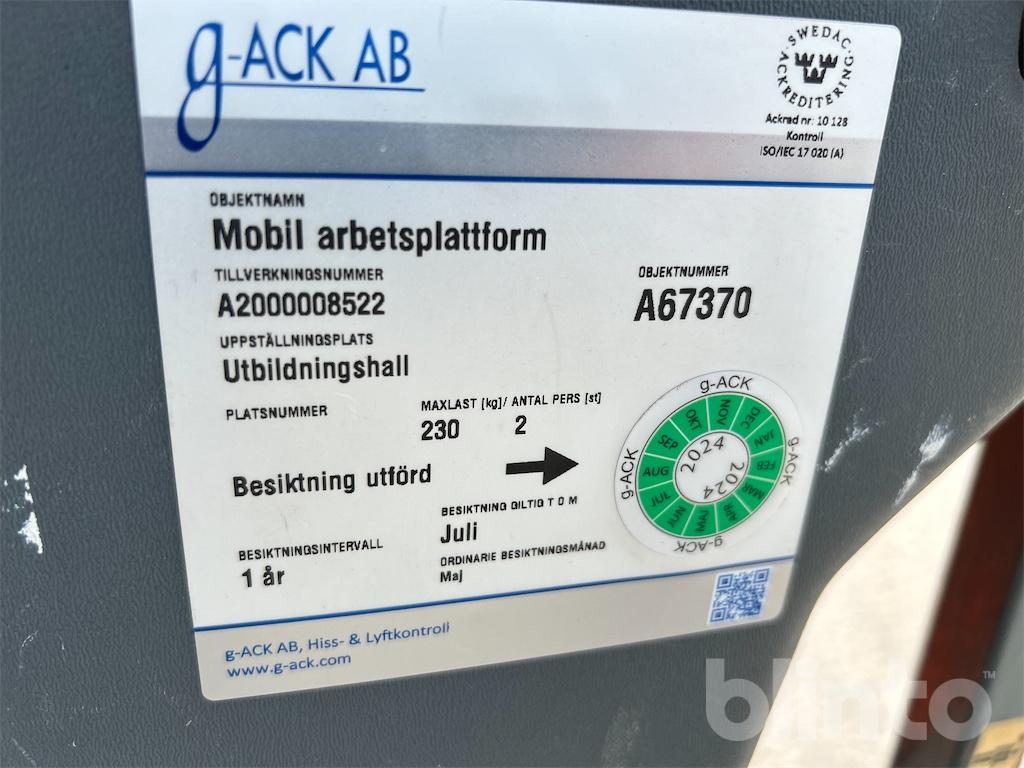 g-ACK AB
SWEDAC ACKREDITERING
Ackred nr: 10 128
Kontroll
ISO/IEC 17 020 (A)
OBJEKTNAMN
Mobil arbetsplattform
TILLVERKNINGSNUMMER
A2000008522
OBJEKTNUMMER
A67370
UPPSTÄLLNINGSPLATS
Utbildningshall
PLATSNUMMER
MAXLAST [kg]/ ANTAL PERS [st]
230 2
Besiktning utförd
BESIKTNING GILTIG T O M
Juli
BESIKTNINGSINTERVALL
1 år
ORDINARIE BESIKTNINGSMÅNAD
Maj
g-ACK
g-ACK
g-ACK
g-ACK
JAN FEB MAR APR MAJ JUN JUL AUG SEP OKT NOV DEC
2024
2024
g-ACK AB, Hiss- & Lyftkontroll
www.g-ack.com
blinto™